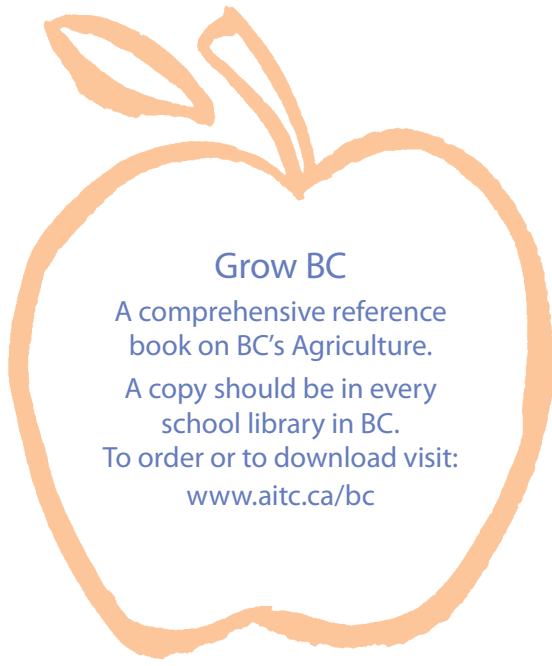 Grow BC
A comprehensive reference
book on BC’s Agriculture.
A copy should be in every
school library in BC.
To order or to download visit:
www.aitc.ca/bc